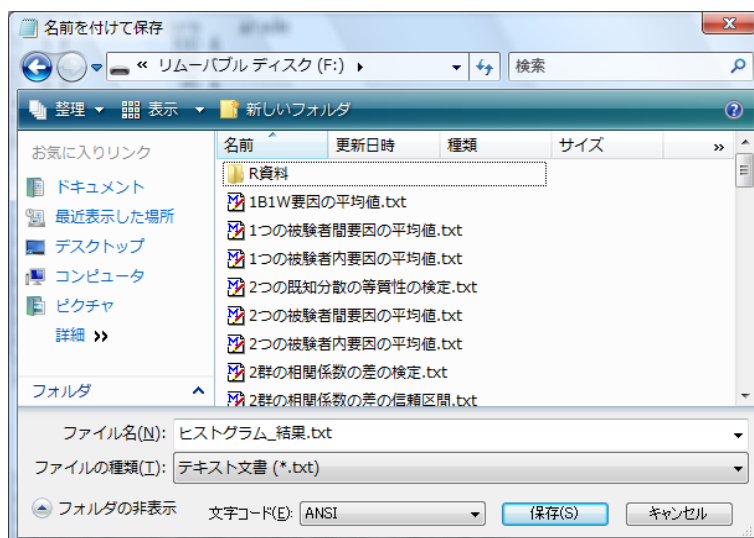 名前を付けて保存
« リムーバブル ディスク (F:)
検索
整理 表示 新しいフォルダ
お気に入りリンク
ドキュメント
最近表示した場所
デスクトップ
コンピュータ
ピクチャ
詳細 »
フォルダ
名前 更新日時 種類 サイズ »
R資料
1B1W要因の平均値.txt
1つの被験者間要因の平均値.txt
1つの被験者内要因の平均値.txt
2つの既知分散の等質性の検定.txt
2つの被験者間要因の平均値.txt
2つの被験者内要因の平均値.txt
2群の相関係数の差の検定.txt
2群の相関係数の差の信頼区間.txt
ファイル名(N): ヒストグラム_結果.txt
ファイルの種類(T): テキスト文書 (*.txt)
フォルダの非表示
文字コード(E): ANSI
保存(S)
キャンセル